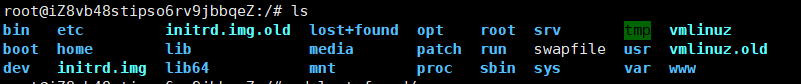 root@iZ8vb48stipso6rv9jbbqeZ:/# ls
bin etc initrd.img.old lost+found opt root srv tmp vmlinuz
boot home lib media patch run swapfile usr vmlinuz.old
dev initrd.img lib64 mnt proc sbin sys var www